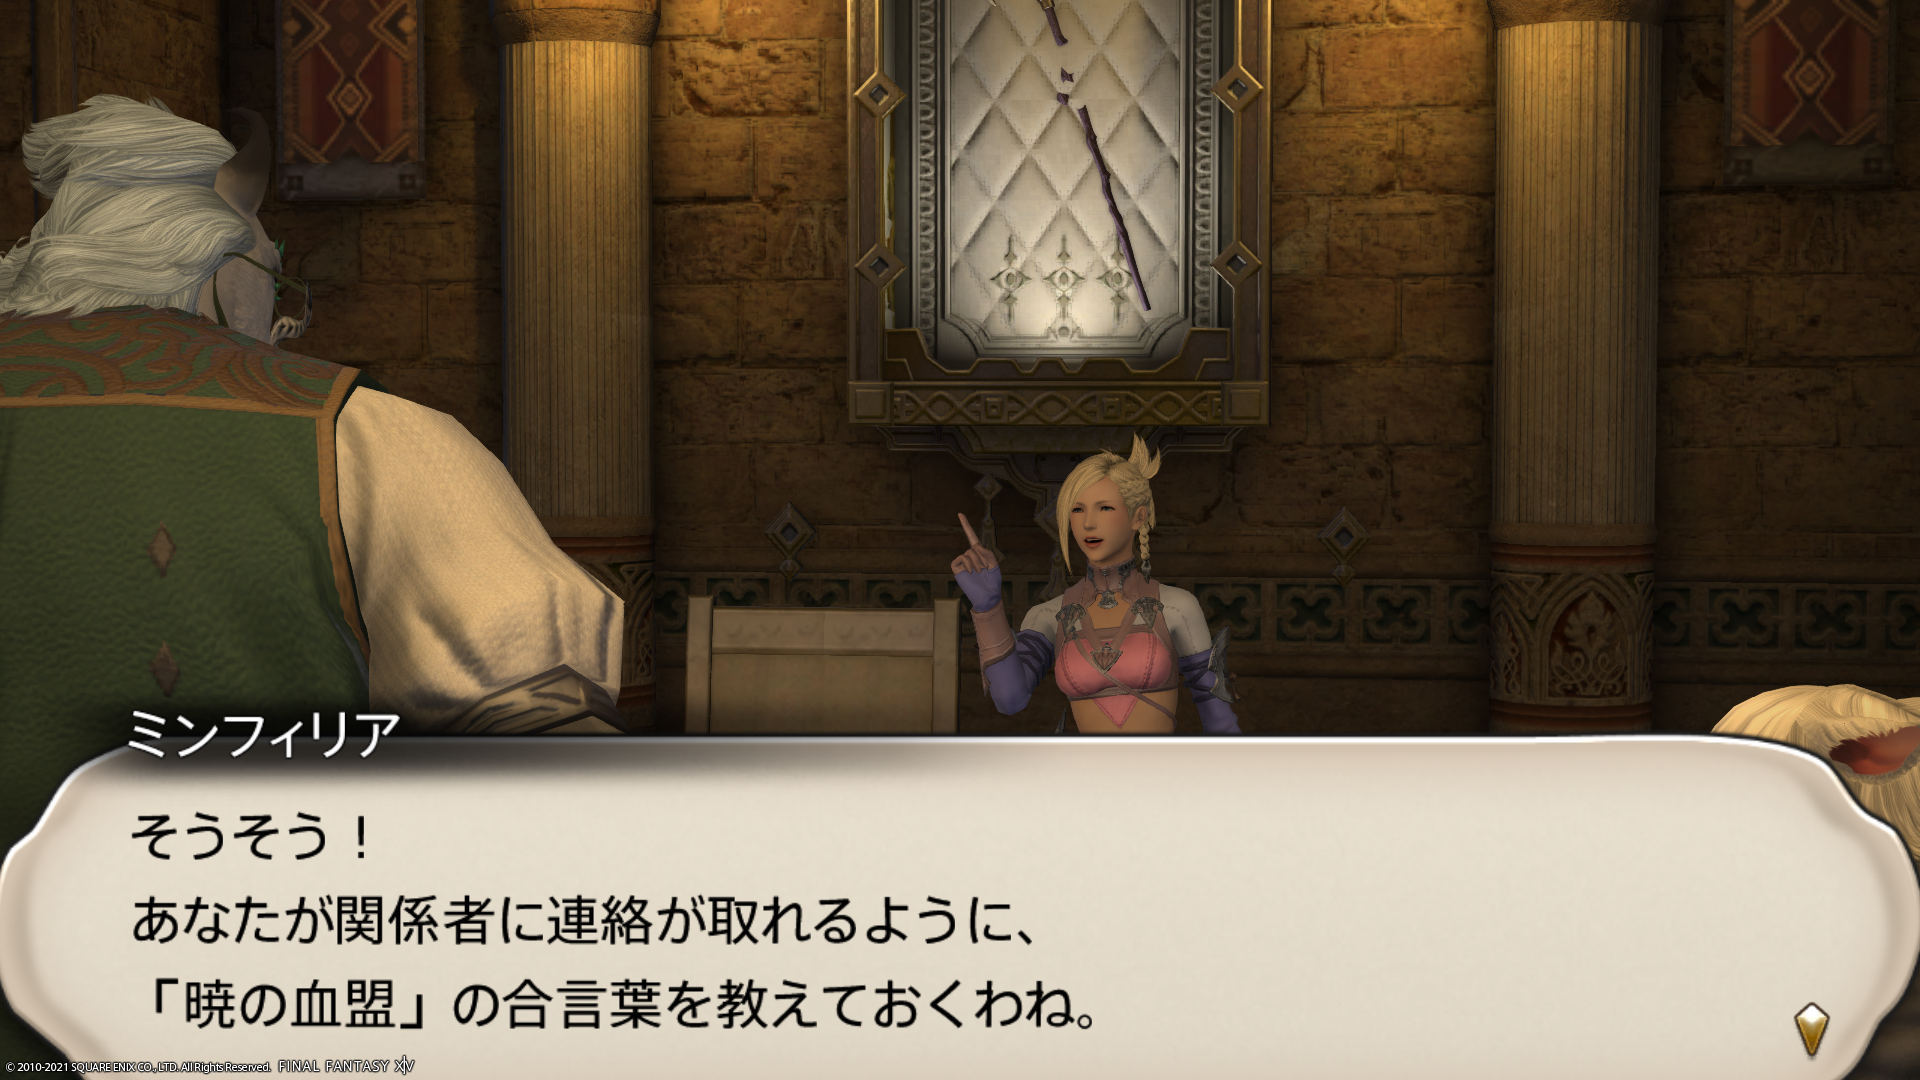 ミンフィリア
そうそう！
あなたが関係者に連絡が取れるように、
「暁の血盟」の合言葉を教えておくわね。
© 2010-2021 SQUARE ENIX CO., LTD. All Rights Reserved. FINAL FANTASY XIV